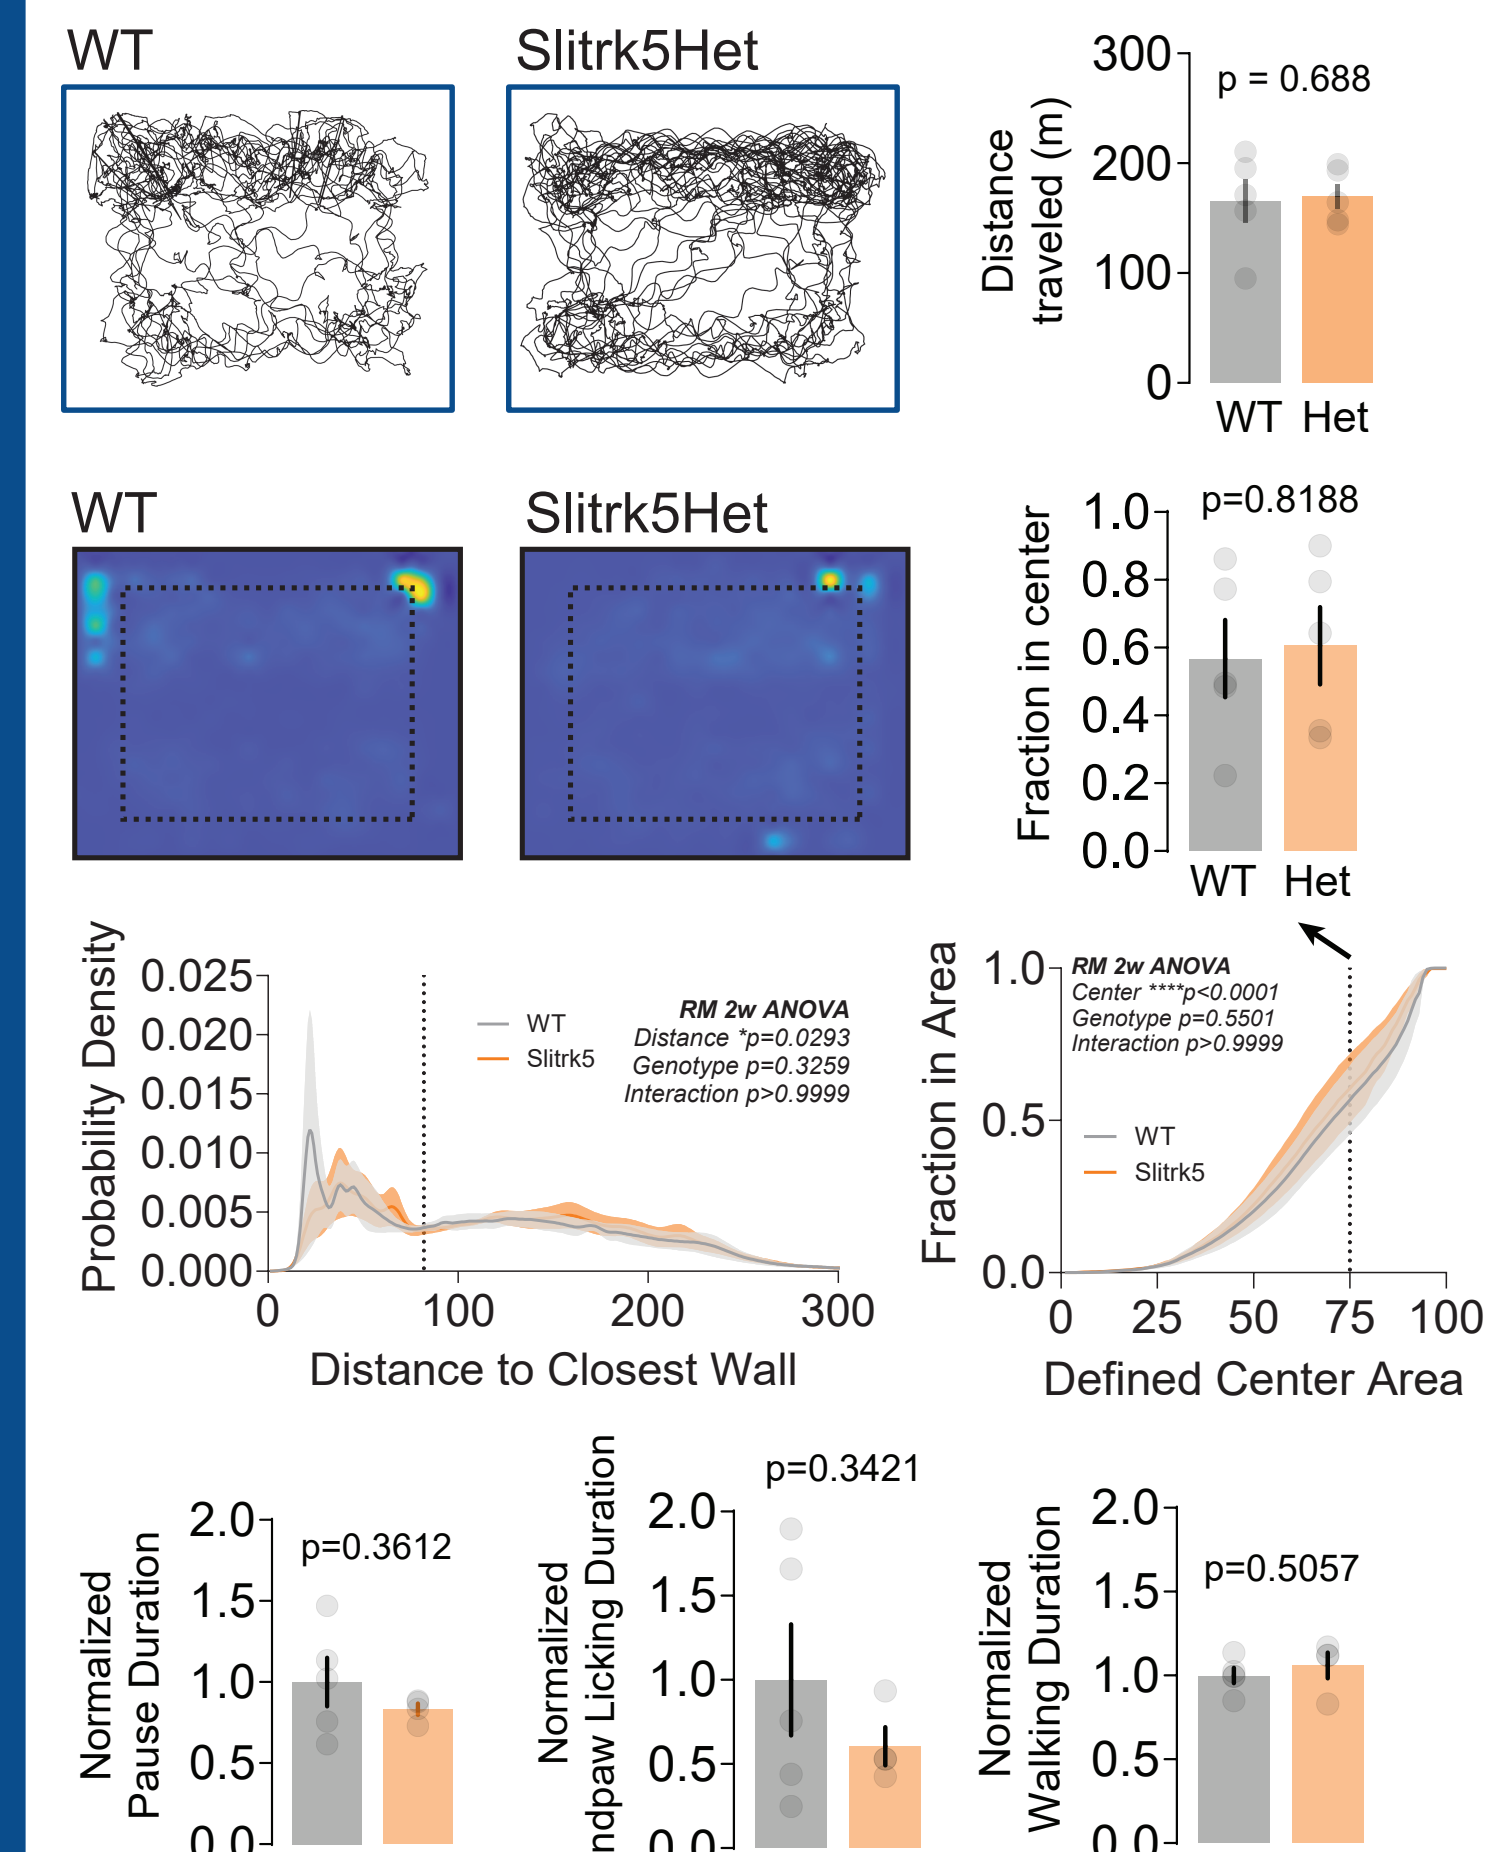 WT
Slitrk5Het
300
200
100
0
Distance
traveled (m)
p = 0.688
WT Het
WT
Slitrk5Het
1.0
0.8
0.6
0.4
0.2
0.0
Fraction in center
p=0.8188
WT Het
Probability Density
0.025
0.020
0.015
0.010
0.005
0.000
WT
Slitrk5
RM 2w ANOVA
Distance *p=0.0293
Genotype p=0.3259
Interaction p>0.9999
0 100 200 300
Distance to Closest Wall
Fraction in Area
1.0
0.5
0.0
RM 2w ANOVA
Center ****p<0.0001
Genotype p=0.5501
Interaction p>0.9999
WT
Slitrk5
0 25 50 75 100
Defined Center Area
Normalized
Pause Duration
2.0
1.5
1.0
0.5
0.0
p=0.3612
Normalized
ndpaw Licking Duration
2.0
1.5
1.0
0.5
0.0
p=0.3421
Normalized
Walking Duration
2.0
1.5
1.0
0.5
0.0
p=0.5057